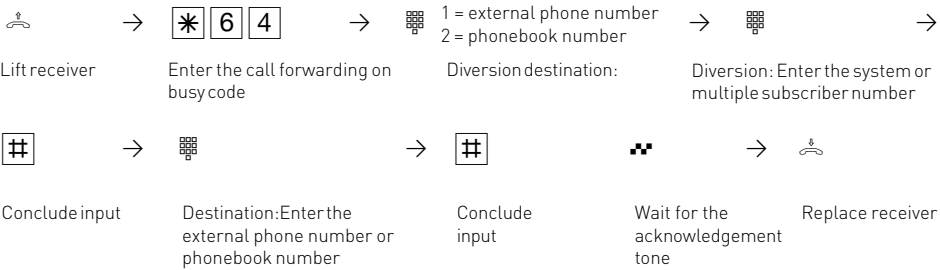 * 6 4
1 = external phone number
2 = phonebook number
Lift receiver
Enter the call forwarding on
busy code
Diversion destination:
Diversion: Enter the system or
multiple subscriber number
#
#
Conclude input
Destination: Enter the
external phone number or
phonebook number
Conclude
input
Wait for the
acknowledgement
tone
Replace receiver